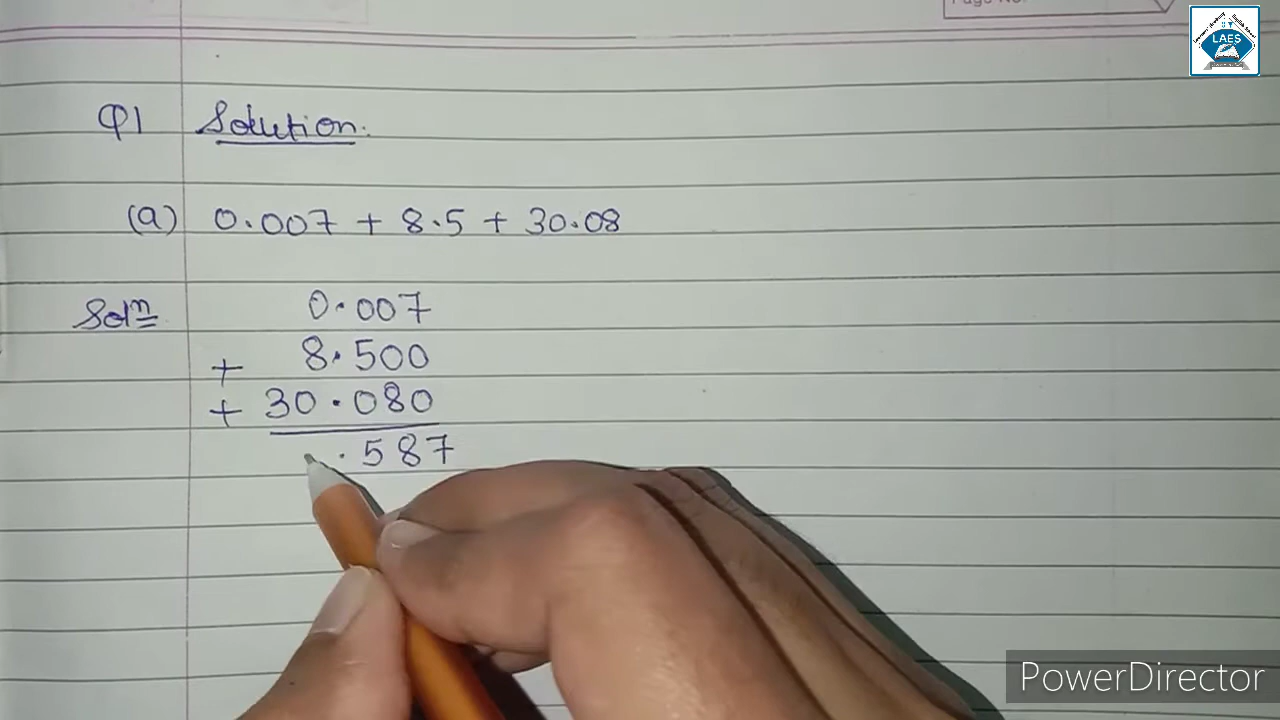 LAES
Q1 Solution.
(a) 0.007 + 8.5 + 30.08
Solⁿ 0.007
+ 8.500
+ 30.080
.587
PowerDirector